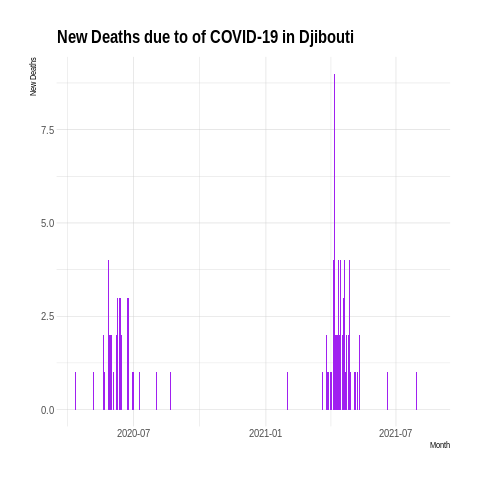 New Deaths due to of COVID-19 in Djibouti
New Deaths
7.5
5.0
2.5
0.0
2020-07 2021-01 2021-07
Month